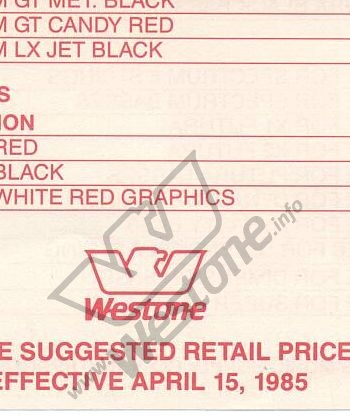 M GT MET. BLACK
M GT CANDY RED
M LX JET BLACK
S
ION
RED
BLACK
WHITE RED GRAPHICS
Westone
E SUGGESTED RETAIL PRICE
EFFECTIVE APRIL 15, 1985
www.Westone.info